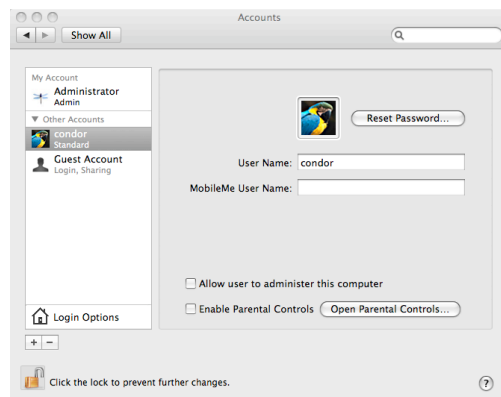 Accounts
Show All
My Account
Administrator
Admin
Other Accounts
condor
Standard
Guest Account
Login, Sharing
Login Options
+ −
Reset Password...
User Name: condor
MobileMe User Name:
Allow user to administer this computer
Enable Parental Controls Open Parental Controls...
Click the lock to prevent further changes.
?